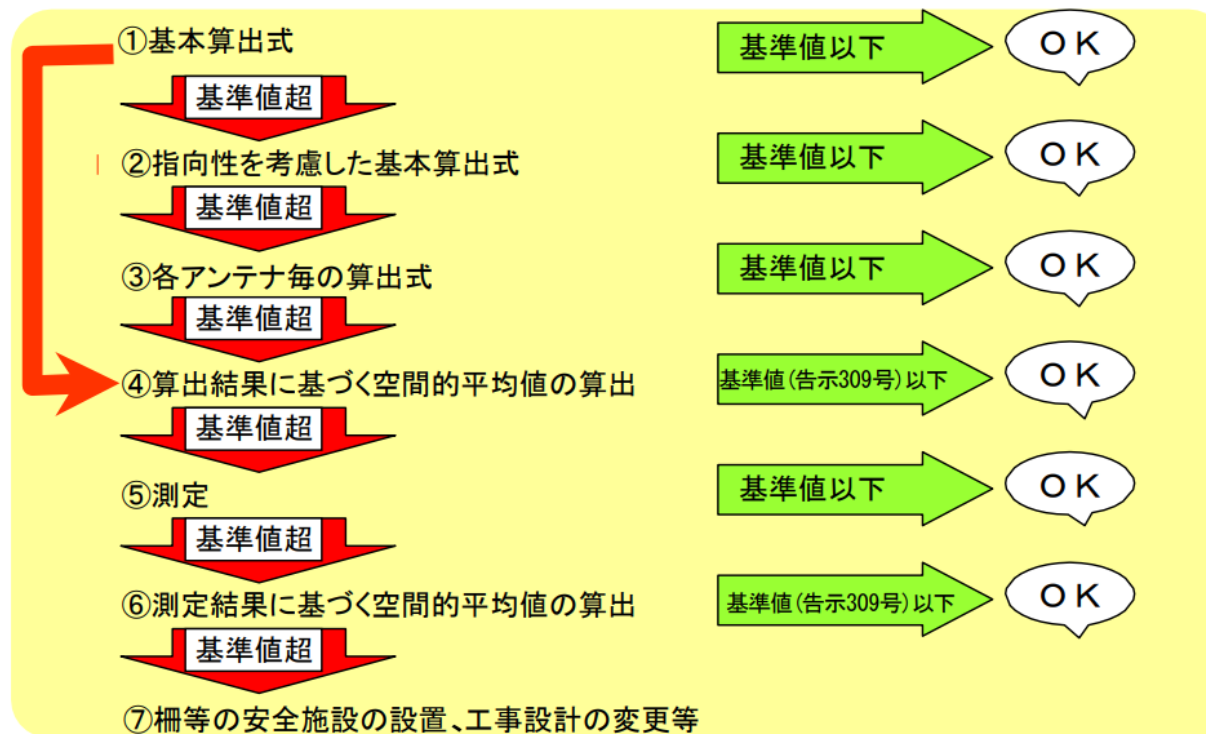 ①基本算出式
基準値以下
OK
基準値超
②指向性を考慮した基本算出式
基準値以下
OK
基準値超
③各アンテナ毎の算出式
基準値以下
OK
基準値超
④算出結果に基づく空間的平均値の算出
基準値(告示309号)以下
OK
基準値超
⑤測定
基準値以下
OK
基準値超
⑥測定結果に基づく空間的平均値の算出
基準値(告示309号)以下
OK
基準値超
⑦柵等の安全施設の設置、工事設計の変更等